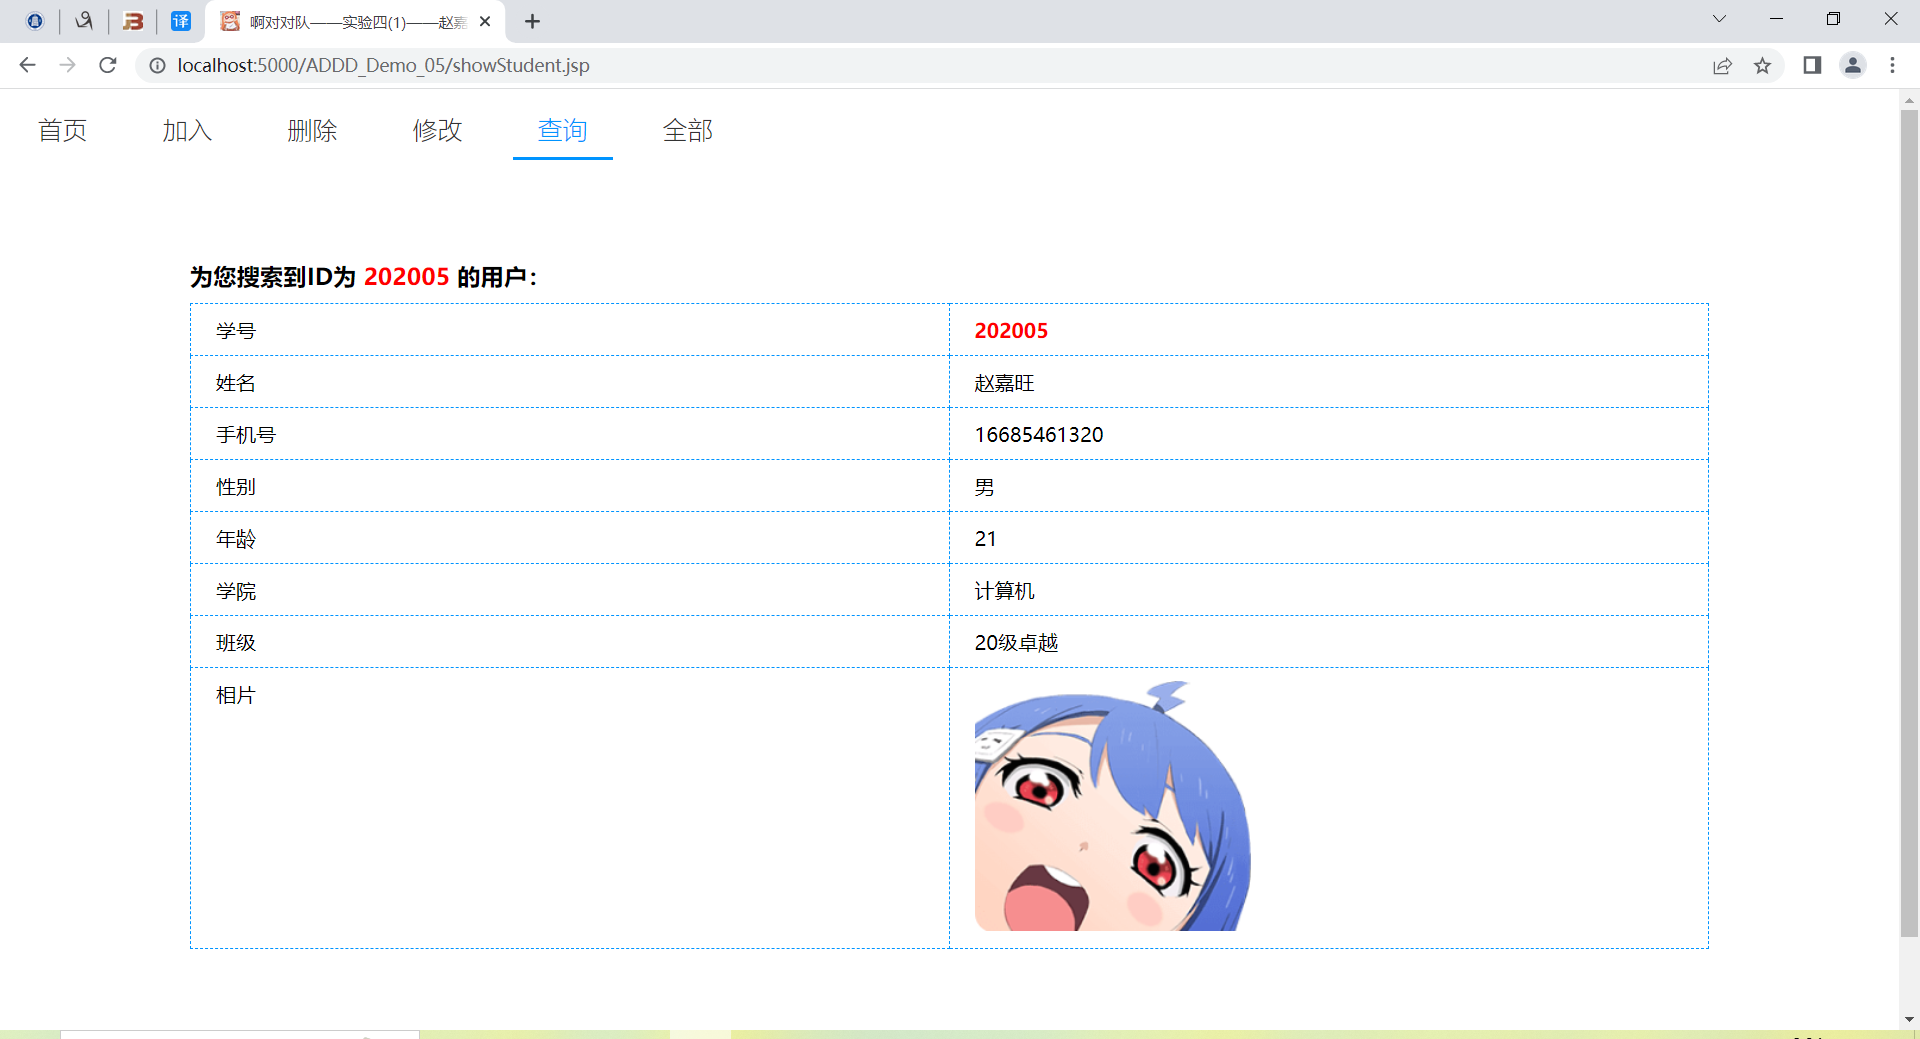 译
啊对对队——实验四(1)——赵嘉
localhost:5000/ADDD_Demo_05/showStudent.jsp
首页 加入 删除 修改 查询 全部
为您搜索到ID为 202005 的用户：
学号 202005
姓名 赵嘉旺
手机号 16685461320
性别 男
年龄 21
学院 计算机
班级 20级卓越
相片